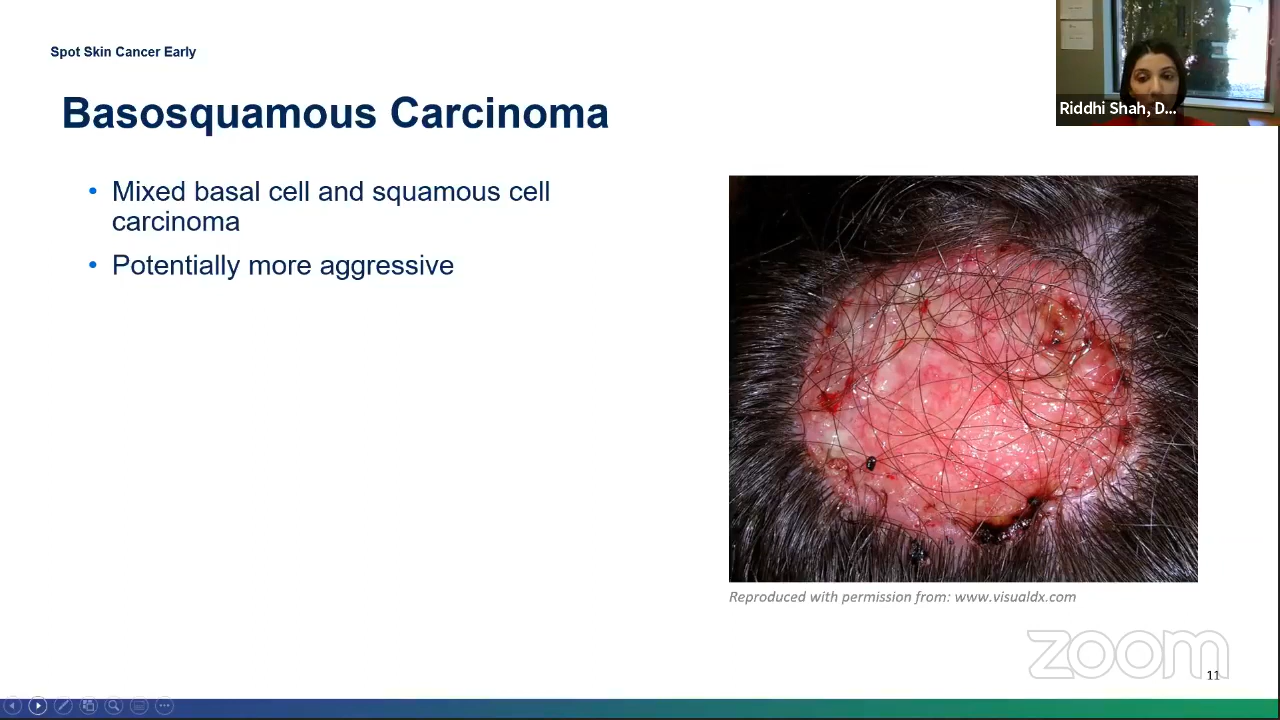 Spot Skin Cancer Early
Riddhi Shah, D...
Basosquamous Carcinoma
• Mixed basal cell and squamous cell
carcinoma
• Potentially more aggressive
Reproduced with permission from: www.visualdx.com
zoom
11